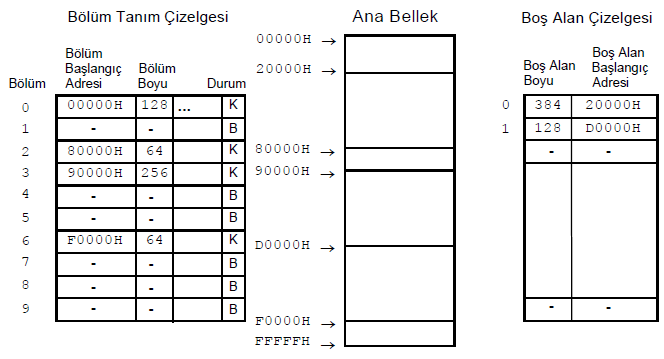 Bölüm Tanım Çizelgesi
Ana Bellek
Boş Alan Çizelgesi
Bölüm
Bölüm Başlangıç Adresi
Bölüm Boyu
Durum
0 00000H 128 ... K
1 - - B
2 80000H 64 K
3 90000H 256 K
4 - - B
5 - - B
6 F0000H 64 K
7 - - B
8 - - B
9 - - B
00000H →
20000H →
80000H →
90000H →
D0000H →
F0000H →
FFFFFH →
Boş Alan Boyu
Boş Alan Başlangıç Adresi
0 384 20000H
1 128 D0000H
- -
- -